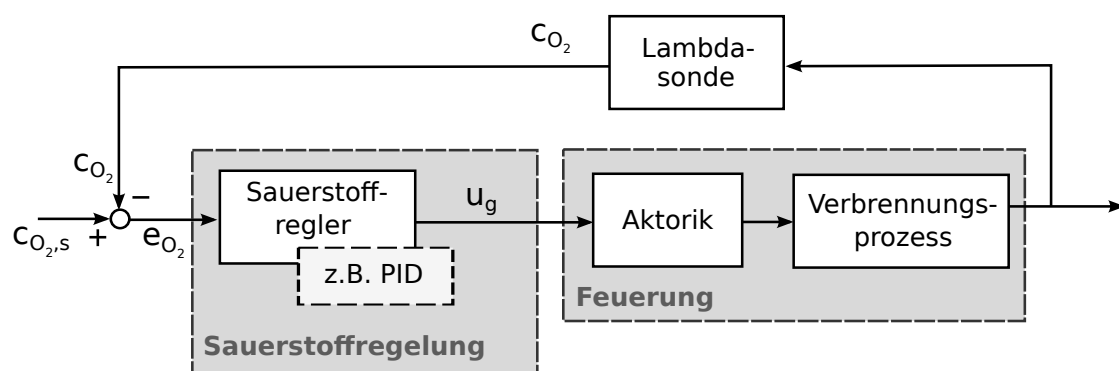 c_O₂
Lambda-
sonde
c_O₂
−
c_O₂,s
+
e_O₂
Sauerstoff-
regler
z.B. PID
Sauerstoffregelung
u_g
Aktorik
Verbrennungs-
prozess
Feuerung